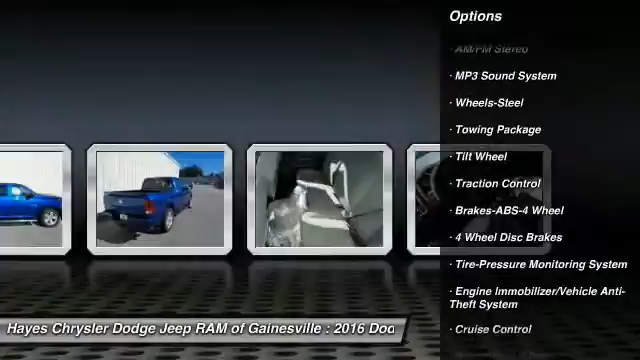 Options
· AM/FM Stereo
· MP3 Sound System
· Wheels-Steel
· Towing Package
· Tilt Wheel
· Traction Control
· Brakes-ABS-4 Wheel
· 4 Wheel Disc Brakes
· Tire-Pressure Monitoring System
· Engine Immobilizer/Vehicle Anti-
Theft System
· Cruise Control
Hayes Chrysler Dodge Jeep RAM of Gainesville : 2016 Dod